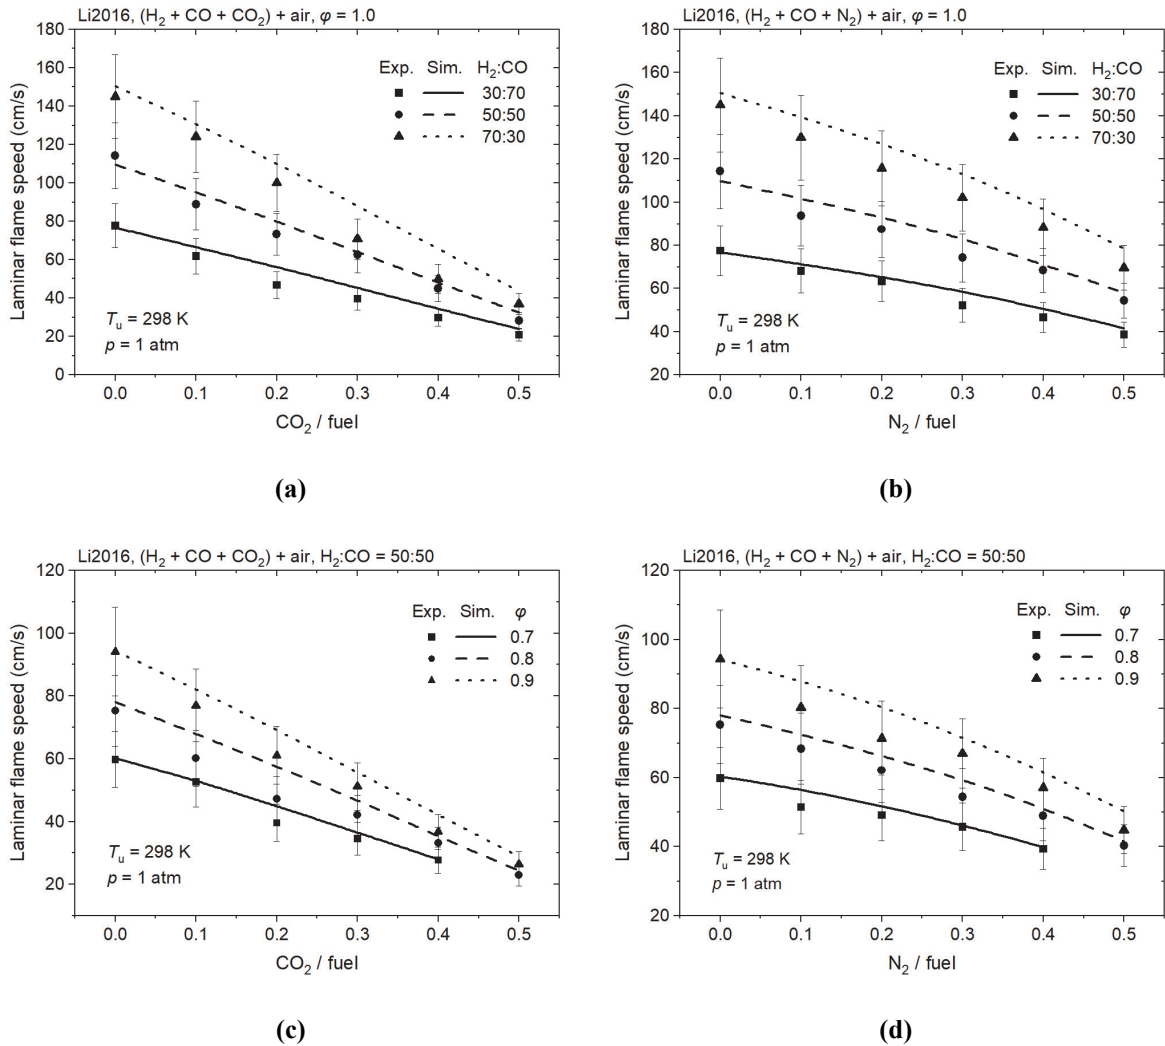 Li2016, (H₂ + CO + CO₂) + air, φ = 1.0
Laminar flame speed (cm/s)
180
160
140
120
100
80
60
40
20
0
Exp. Sim. H₂:CO
30:70
50:50
70:30
Tᵤ = 298 K
p = 1 atm
0.0 0.1 0.2 0.3 0.4 0.5
CO₂ / fuel
(a)
Li2016, (H₂ + CO + N₂) + air, φ = 1.0
Laminar flame speed (cm/s)
180
160
140
120
100
80
60
40
20
Exp. Sim. H₂:CO
30:70
50:50
70:30
Tᵤ = 298 K
p = 1 atm
0.0 0.1 0.2 0.3 0.4 0.5
N₂ / fuel
(b)
Li2016, (H₂ + CO + CO₂) + air, H₂:CO = 50:50
Laminar flame speed (cm/s)
120
100
80
60
40
20
Exp. Sim. φ
0.7
0.8
0.9
Tᵤ = 298 K
p = 1 atm
0.0 0.1 0.2 0.3 0.4 0.5
CO₂ / fuel
(c)
Li2016, (H₂ + CO + N₂) + air, H₂:CO = 50:50
Laminar flame speed (cm/s)
120
100
80
60
40
20
Exp. Sim. φ
0.7
0.8
0.9
Tᵤ = 298 K
p = 1 atm
0.0 0.1 0.2 0.3 0.4 0.5
N₂ / fuel
(d)